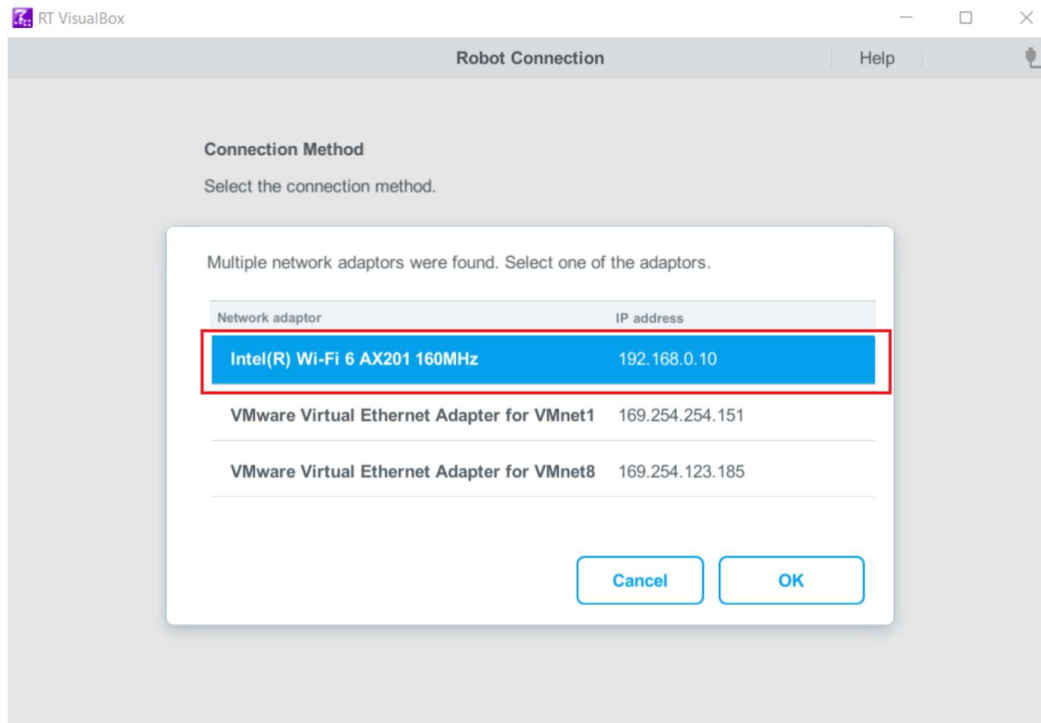 RT VisualBox
Robot Connection Help
Connection Method
Select the connection method.
Multiple network adaptors were found. Select one of the adaptors.
Network adaptor IP address
Intel(R) Wi-Fi 6 AX201 160MHz 192.168.0.10
VMware Virtual Ethernet Adapter for VMnet1 169.254.254.151
VMware Virtual Ethernet Adapter for VMnet8 169.254.123.185
Cancel OK